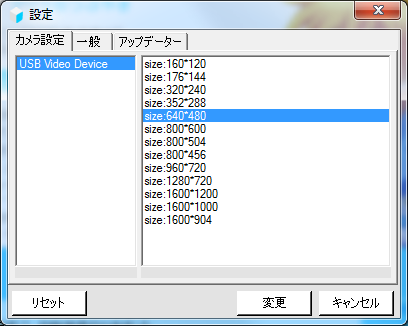 設定
カメラ設定 一般 アップデーター
USB Video Device
size:160*120
size:176*144
size:320*240
size:352*288
size:640*480
size:800*600
size:800*504
size:800*456
size:960*720
size:1280*720
size:1600*1200
size:1600*1000
size:1600*904
リセット 変更 キャンセル